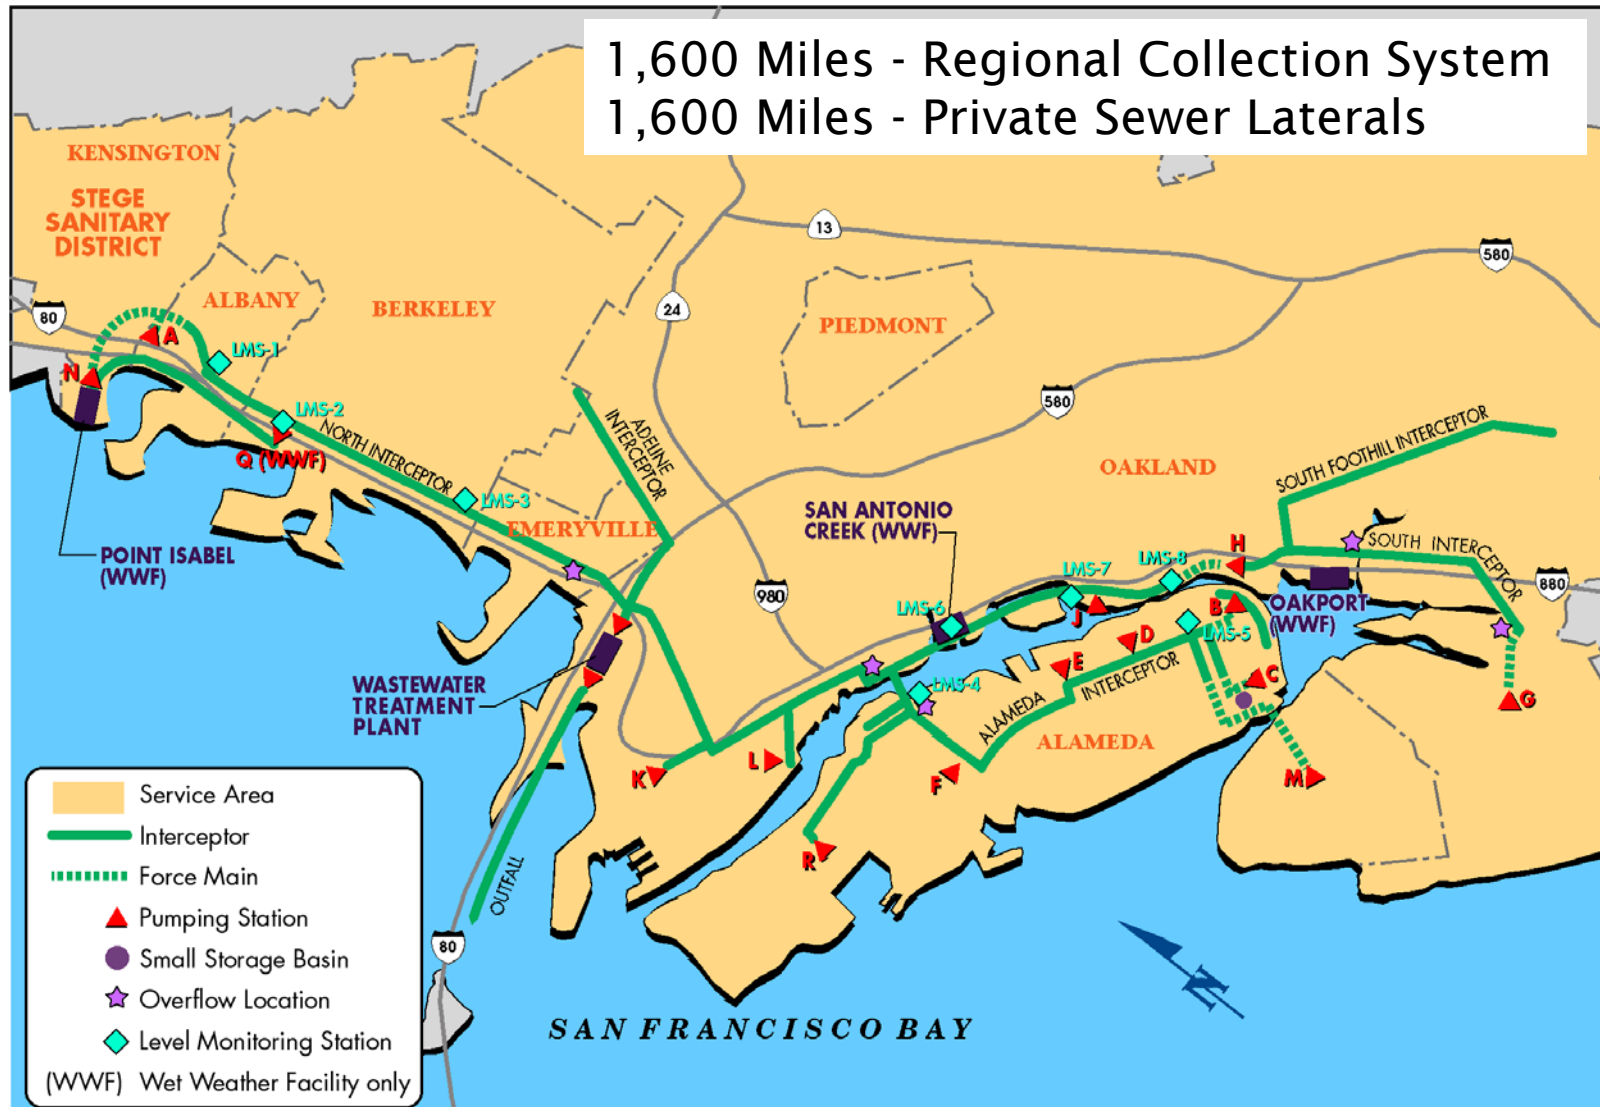 1,600 Miles - Regional Collection System
1,600 Miles - Private Sewer Laterals
KENSINGTON
STEGE
SANITARY
DISTRICT
ALBANY
BERKELEY
13
580
80
24
PIEDMONT
A
LMS-1
N
LMS-2
NORTH INTERCEPTOR
Q (WWF)
ADELINE
INTERCEPTOR
580
SOUTH FOOTHILL INTERCEPTOR
OAKLAND
LMS-3
EMERYVILLE
SAN ANTONIO
CREEK (WWF)
POINT ISABEL
(WWF)
H
SOUTH INTERCEPTOR
LMS-8
LMS-7
980
880
LMS-6
J
B
OAKPORT
(WWF)
LMS-5
D
E
C
WASTEWATER
TREATMENT
PLANT
LMS-4
ALAMEDA INTERCEPTOR
G
ALAMEDA
K
L
F
M
R
OUTFALL
80
Service Area
Interceptor
Force Main
Pumping Station
Small Storage Basin
Overflow Location
Level Monitoring Station
(WWF) Wet Weather Facility only
N
SAN FRANCISCO BAY